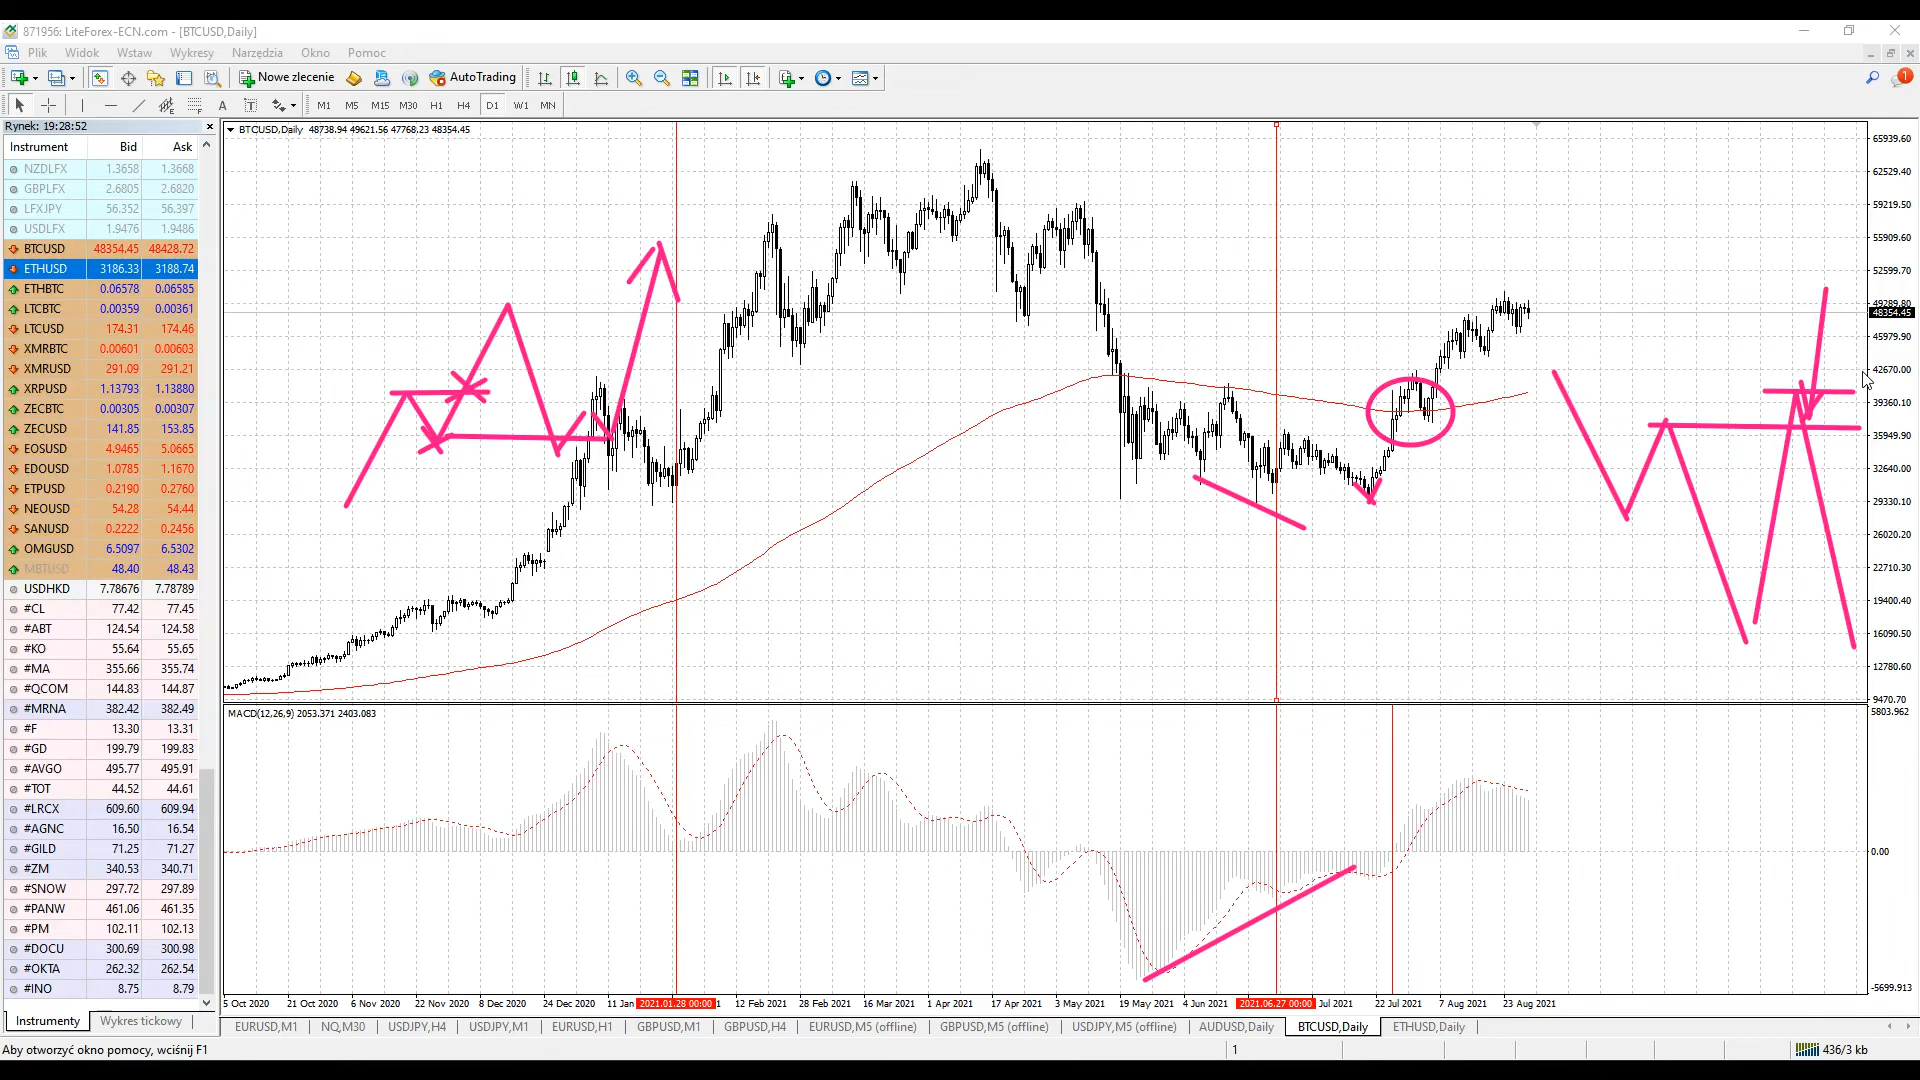 871956: LiteForex-ECN.com - [BTCUSD,Daily]
Plik Widok Wstaw Wykresy Narzędzia Okno Pomoc
Nowe zlecenie AutoTrading
1
A T M1 M5 M15 M30 H1 H4 D1 W1 MN
Rynek: 19:28:52
Instrument Bid Ask
NZDLFX 1.3658 1.3668
GBPLFX 2.6805 2.6820
LFXJPY 56.352 56.397
USDLFX 1.9476 1.9486
BTCUSD 48354.45 48428.72
ETHUSD 3186.33 3188.74
ETHBTC 0.06578 0.06585
LTCBTC 0.00359 0.00361
LTCUSD 174.31 174.46
XMRBTC 0.00601 0.00603
XMRUSD 291.09 291.21
XRPUSD 1.13793 1.13880
ZECBTC 0.00305 0.00307
ZECUSD 141.85 153.85
EOSUSD 4.9465 5.0665
EDOUSD 1.0785 1.1670
ETPUSD 0.2190 0.2760
NEOUSD 54.28 54.44
SANUSD 0.2222 0.2456
OMGUSD 6.5097 6.5302
MBTUSD 48.40 48.43
USDHKD 7.78676 7.78789
#CL 77.42 77.45
#ABT 124.54 124.58
#KO 55.64 55.65
#MA 355.66 355.74
#QCOM 144.83 144.87
#MRNA 382.42 382.49
#F 13.30 13.31
#GD 199.79 199.83
#AVGO 495.77 495.91
#TOT 44.52 44.61
#LRCX 609.60 609.94
#AGNC 16.50 16.54
#GILD 71.25 71.27
#ZM 340.53 340.71
#SNOW 297.72 297.89
#PANW 461.06 461.35
#PM 102.11 102.13
#DOCU 300.69 300.98
#OKTA 262.32 262.54
#INO 8.75 8.79
Instrumenty Wykres tickowy
BTCUSD,Daily 48738.94 49621.56 47768.23 48354.45
65939.60
62529.40
59219.50
55909.60
52599.70
49289.80
48354.45
45979.90
42670.00
39360.10
35949.90
32640.00
29330.10
26020.20
22710.30
19400.40
16090.50
12780.60
9470.70
MACD(12,26,9) 2053.371 2403.083
5803.962
0.00
-5699.913
5 Oct 2020 21 Oct 2020 6 Nov 2020 22 Nov 2020 8 Dec 2020 24 Dec 2020 11 Jan 2021.01.28 00:00 1 12 Feb 2021 28 Feb 2021 16 Mar 2021 1 Apr 2021 17 Apr 2021 3 May 2021 19 May 2021 4 Jun 2021 2021.06.27 00:00 Jul 2021 22 Jul 2021 7 Aug 2021 23 Aug 2021
EURUSD,M1 NQ,M30 USDJPY,H4 USDJPY,M1 EURUSD,H1 GBPUSD,M1 GBPUSD,H4 EURUSD,M5 (offline) GBPUSD,M5 (offline) USDJPY,M5 (offline) AUDUSD,Daily BTCUSD,Daily ETHUSD,Daily
Aby otworzyć okno pomocy, wciśnij F1 1 436/3 kb